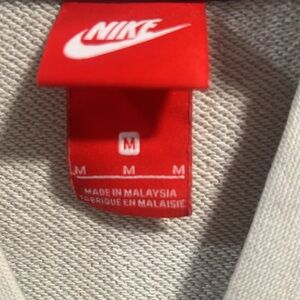 NIKE
M
M M M
MADE IN MALAYSIA
FABRIQUE EN MALAISIE